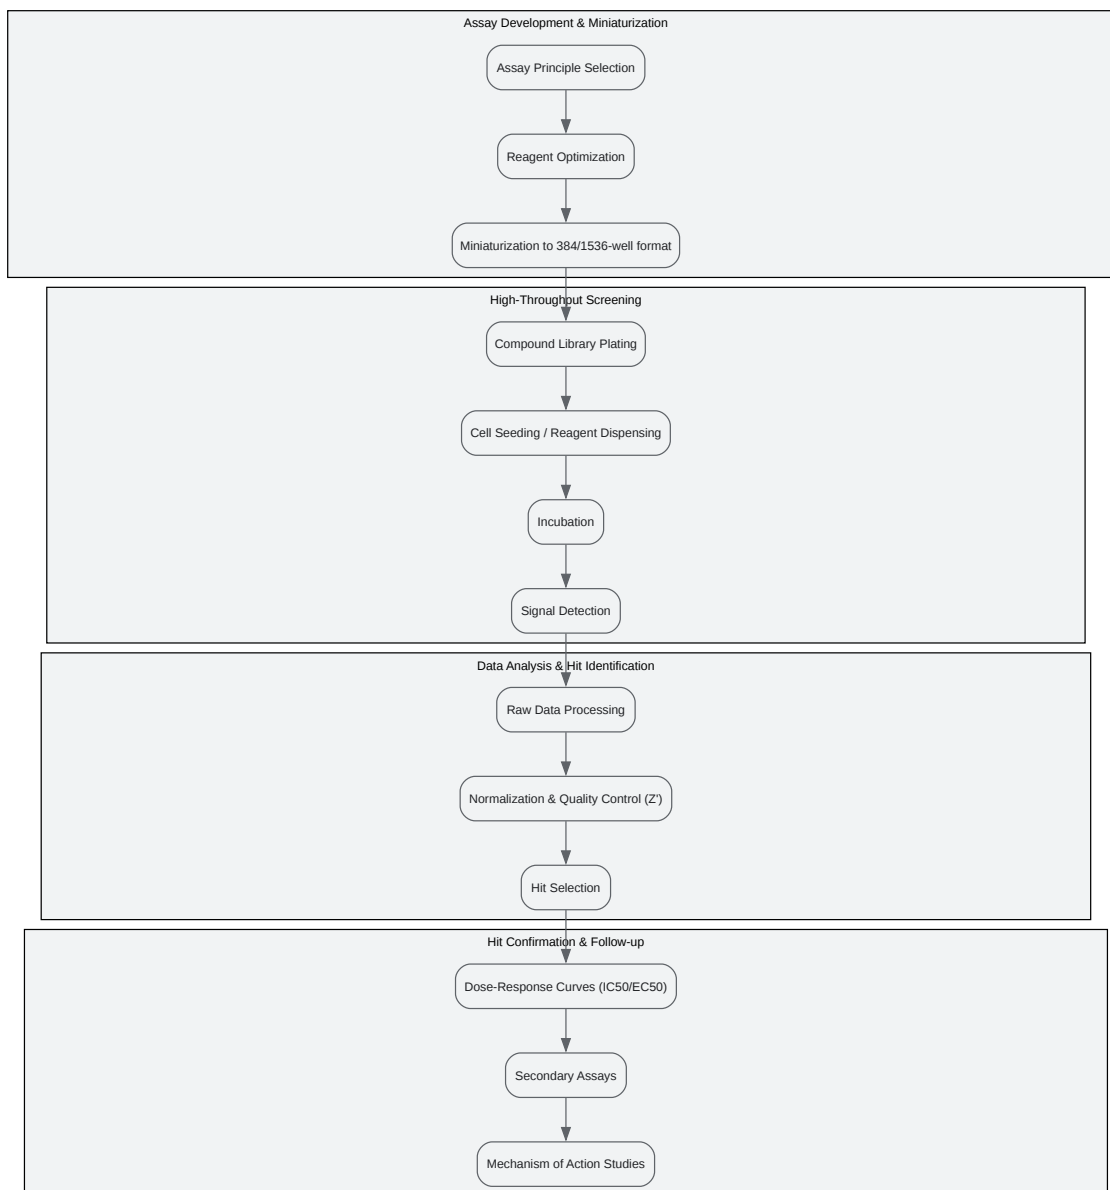 Assay Development & Miniaturization
Assay Principle Selection
Reagent Optimization
Miniaturization to 384/1536-well format
High-Throughput Screening
Compound Library Plating
Cell Seeding / Reagent Dispensing
Incubation
Signal Detection
Data Analysis & Hit Identification
Raw Data Processing
Normalization & Quality Control (Z')
Hit Selection
Hit Confirmation & Follow-up
Dose-Response Curves (IC50/EC50)
Secondary Assays
Mechanism of Action Studies